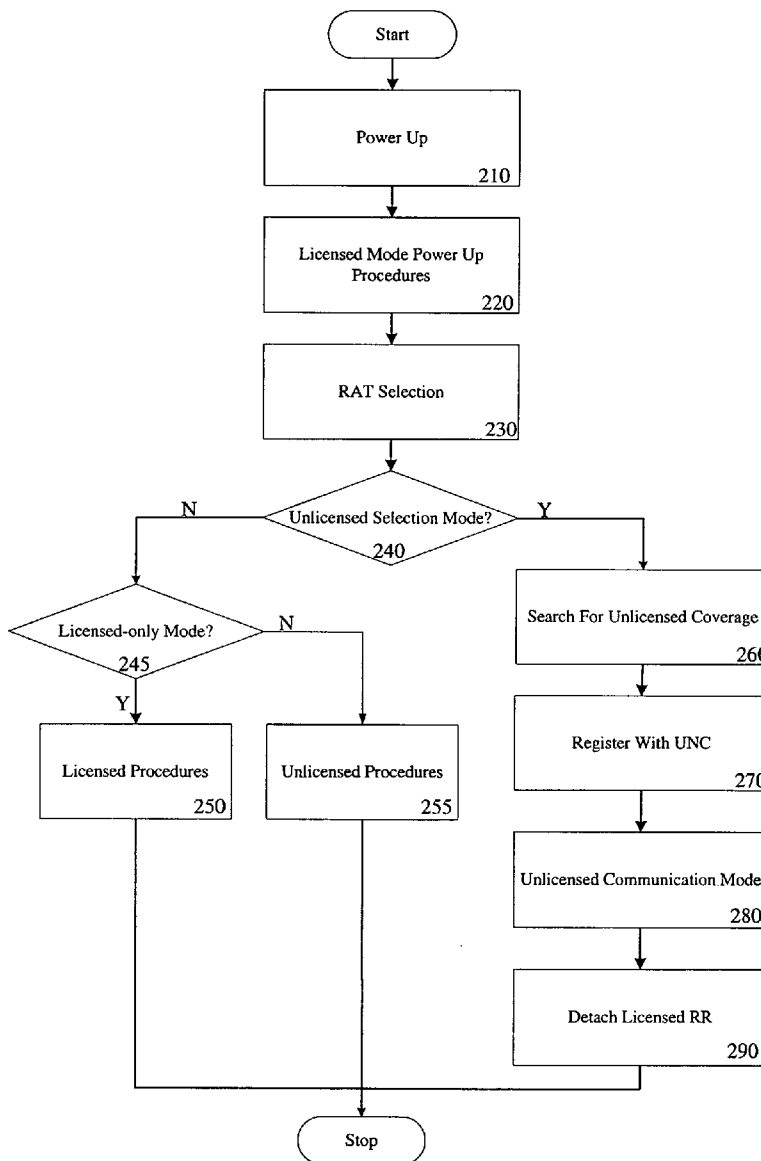 Start
Power Up
210
Licensed Mode Power Up
Procedures
220
RAT Selection
230
N
Unlicensed Selection Mode?
Y
240
Licensed-only Mode?
N
245
Y
Search For Unlicensed Coverage
260
Licensed Procedures
250
Unlicensed Procedures
255
Register With UNC
270
Unlicensed Communication Mode
280
Detach Licensed RR
290
Stop